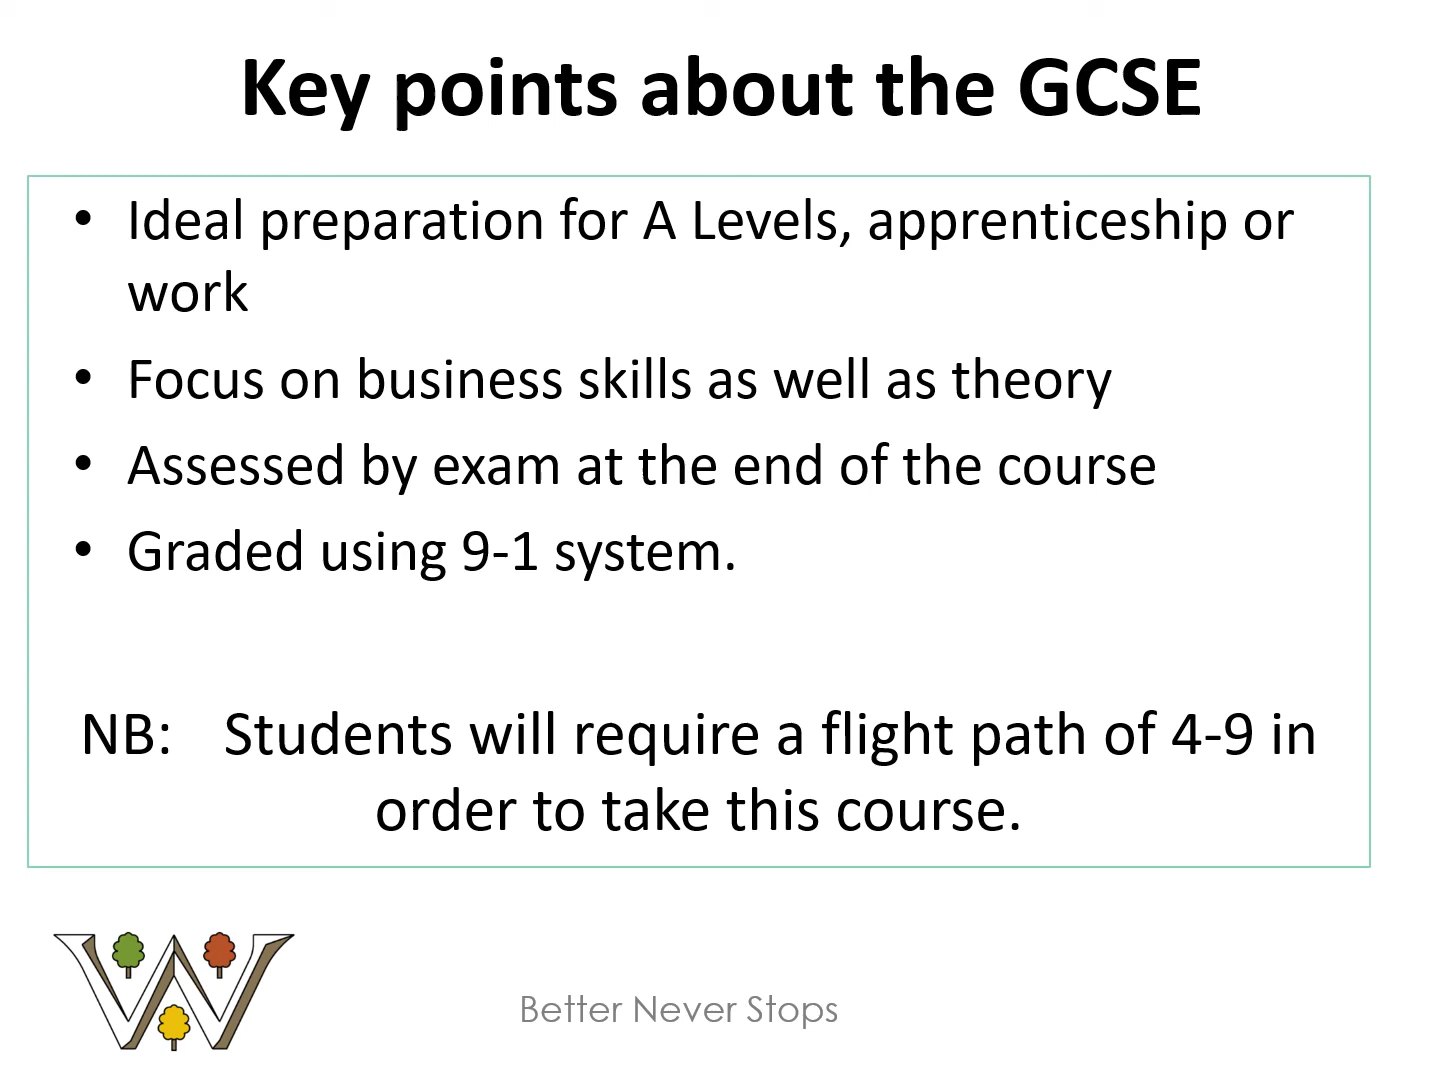 Key points about the GCSE
• Ideal preparation for A Levels, apprenticeship or
work
• Focus on business skills as well as theory
• Assessed by exam at the end of the course
• Graded using 9-1 system.
NB: Students will require a flight path of 4-9 in
order to take this course.
W
Better Never Stops